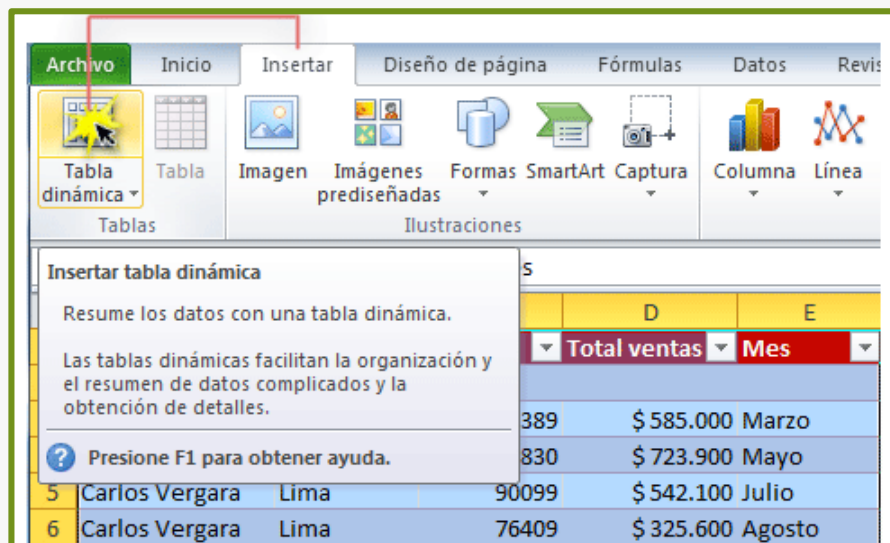 Archivo Inicio Insertar Diseño de página Fórmulas Datos
Tabla dinámica Tabla Imagen Imágenes prediseñadas Formas SmartArt Captura Columna Línea
Tablas Ilustraciones
Insertar tabla dinámica
Resume los datos con una tabla dinámica.
Las tablas dinámicas facilitan la organización y
el resumen de datos complicados y la
obtención de detalles.
Presione F1 para obtener ayuda.
D E
Total ventas Mes
389 $ 585.000 Marzo
830 $ 723.900 Mayo
5 Carlos Vergara Lima 90099 $ 542.100 Julio
6 Carlos Vergara Lima 76409 $ 325.600 Agosto